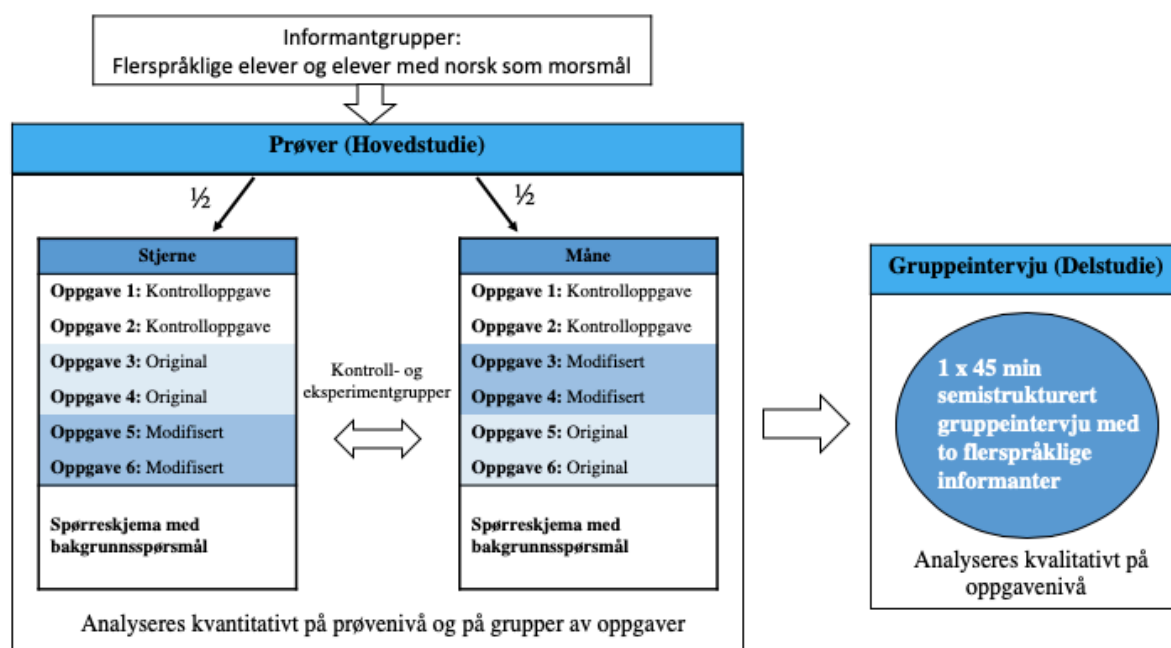 Informantgrupper:
Flerspråklige elever og elever med norsk som morsmål
Prøver (Hovedstudie)
½
½
Stjerne
Oppgave 1: Kontrolloppgave
Oppgave 2: Kontrolloppgave
Oppgave 3: Original
Oppgave 4: Original
Oppgave 5: Modifisert
Oppgave 6: Modifisert
Spørreskjema med
bakgrunnsspørsmål
Kontroll- og
eksperimentgrupper
Måne
Oppgave 1: Kontrolloppgave
Oppgave 2: Kontrolloppgave
Oppgave 3: Modifisert
Oppgave 4: Modifisert
Oppgave 5: Original
Oppgave 6: Original
Spørreskjema med
bakgrunnsspørsmål
Analyseres kvantitativt på prøvenivå og på grupper av oppgaver
Gruppeintervju (Delstudie)
1 x 45 min
semistrukturert
gruppeintervju med
to flerspråklige
informanter
Analyseres kvalitativt på
oppgavenivå